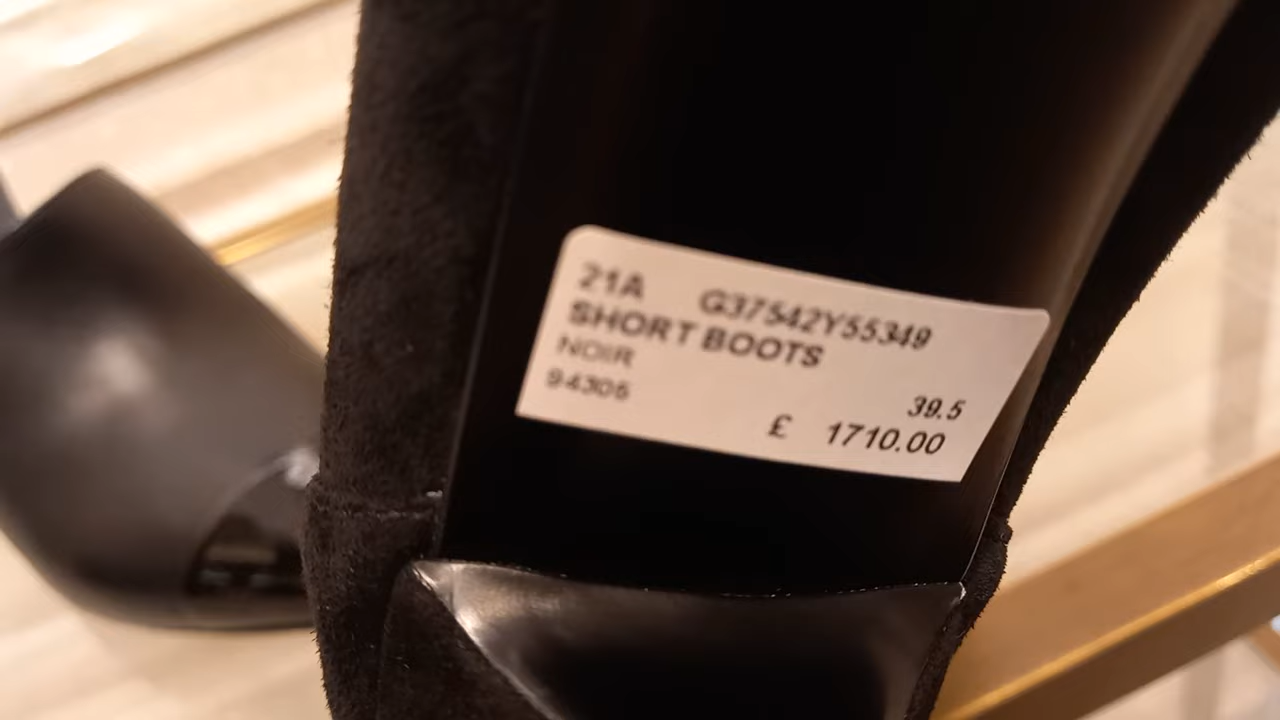 21A G37542Y55349
SHORT BOOTS
NOIR
94305
39.5
£ 1710.00